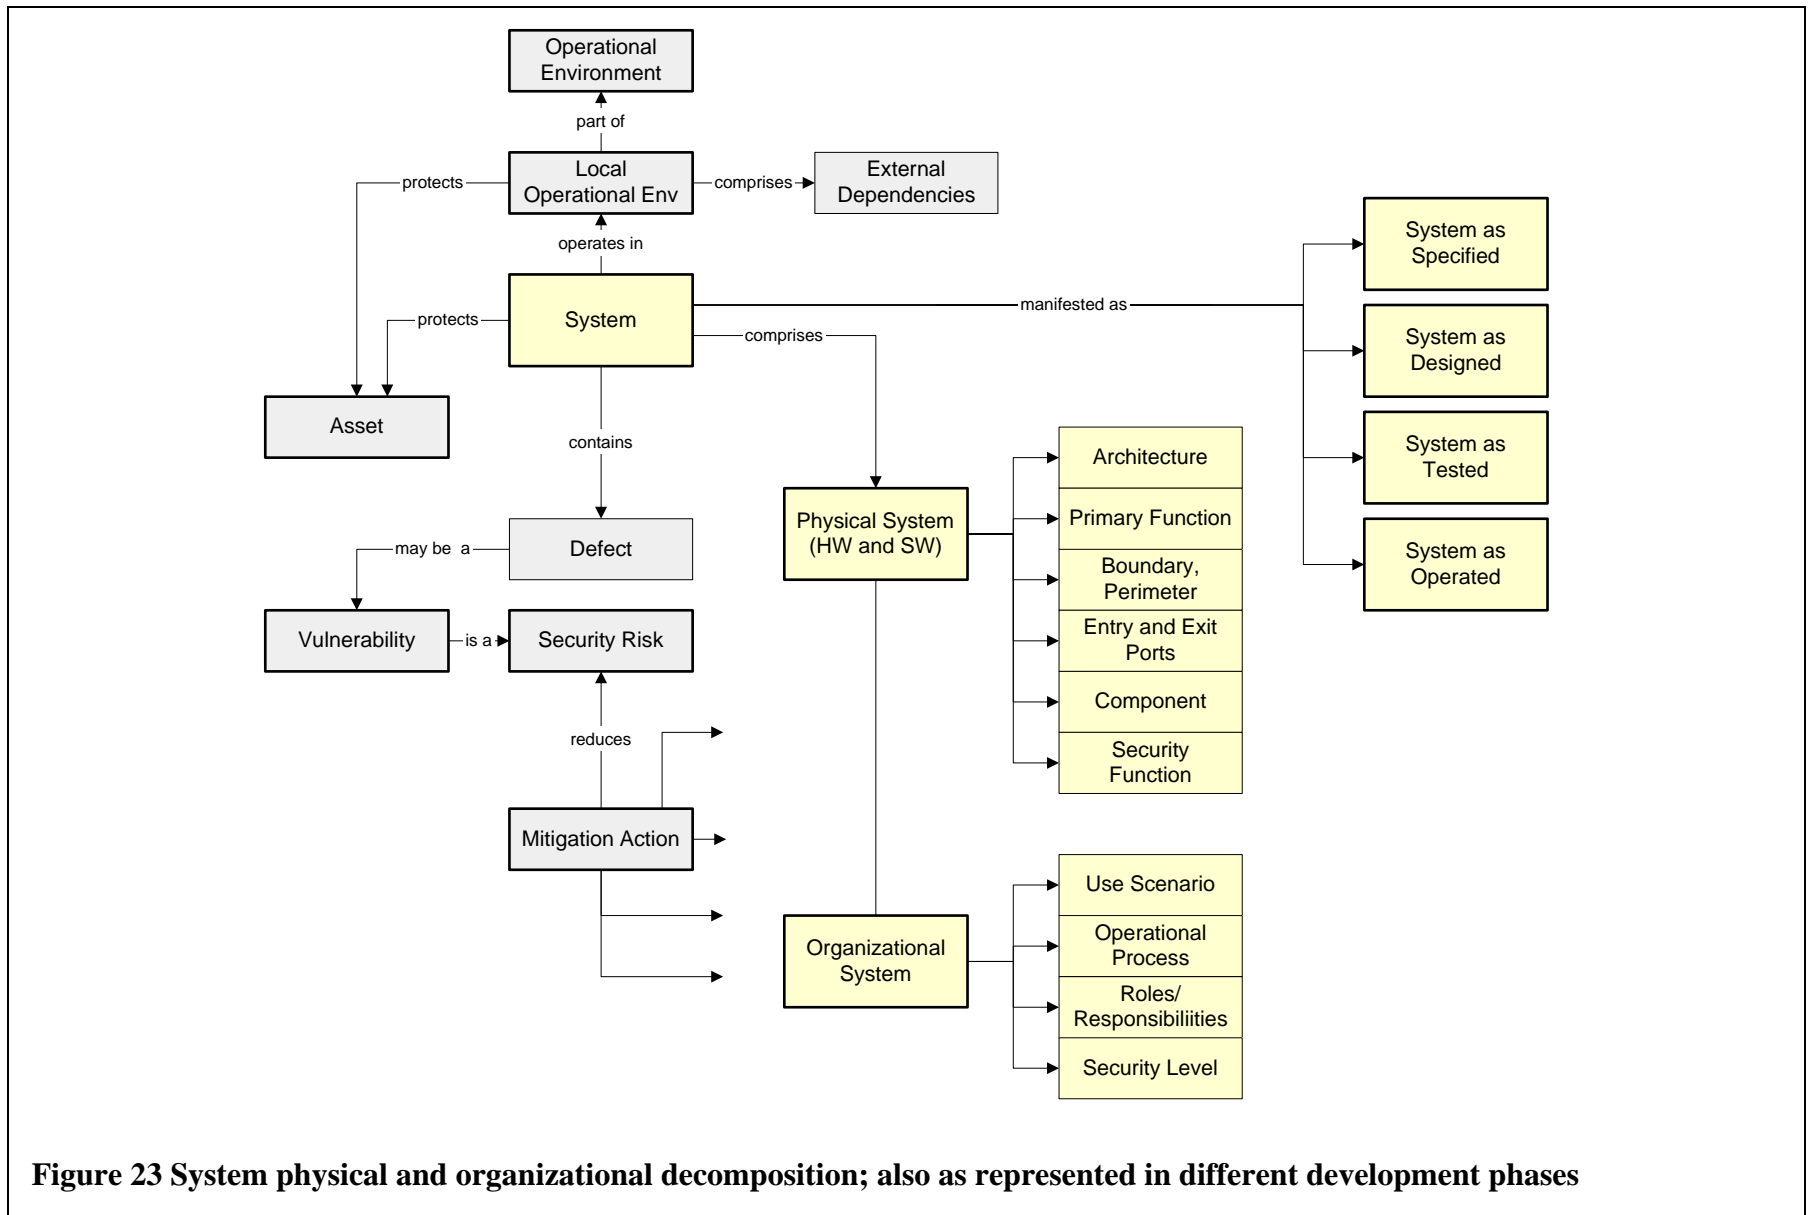 Operational
Environment
part of
Local
Operational Env
protects
comprises
External
Dependencies
operates in
System
protects
manifested as
comprises
System as
Specified
System as
Designed
System as
Tested
System as
Operated
Asset
contains
Defect
may be  a
Vulnerability
is a
Security Risk
reduces
Mitigation Action
Physical System
(HW and SW)
Architecture
Primary Function
Boundary,
Perimeter
Entry and Exit
Ports
Component
Security
Function
Organizational
System
Use Scenario
Operational
Process
Roles/
Responsibiliities
Security Level
Figure 23 System physical and organizational decomposition; also as represented in different development phases